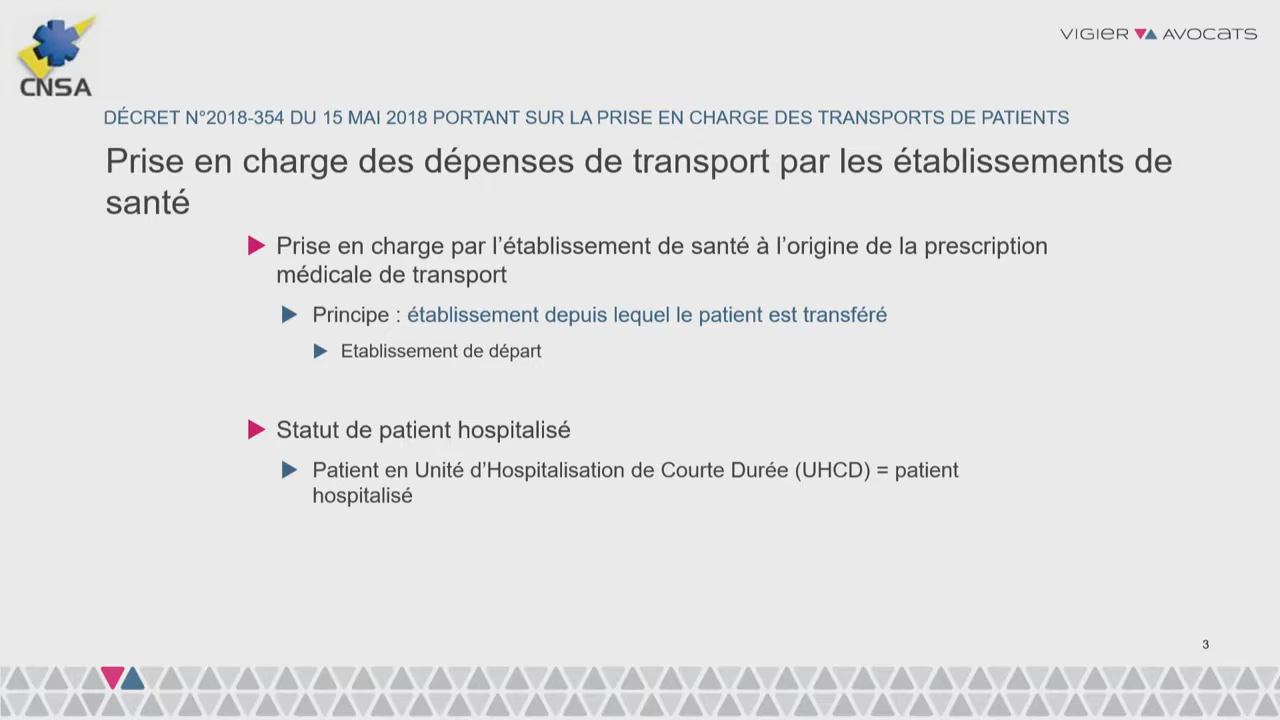 CNSA
VIGIER AVOCATS
DÉCRET N°2018-354 DU 15 MAI 2018 PORTANT SUR LA PRISE EN CHARGE DES TRANSPORTS DE PATIENTS
Prise en charge des dépenses de transport par les établissements de
santé
Prise en charge par l’établissement de santé à l’origine de la prescription
médicale de transport
Principe : établissement depuis lequel le patient est transféré
Etablissement de départ
Statut de patient hospitalisé
Patient en Unité d’Hospitalisation de Courte Durée (UHCD) = patient
hospitalisé
3